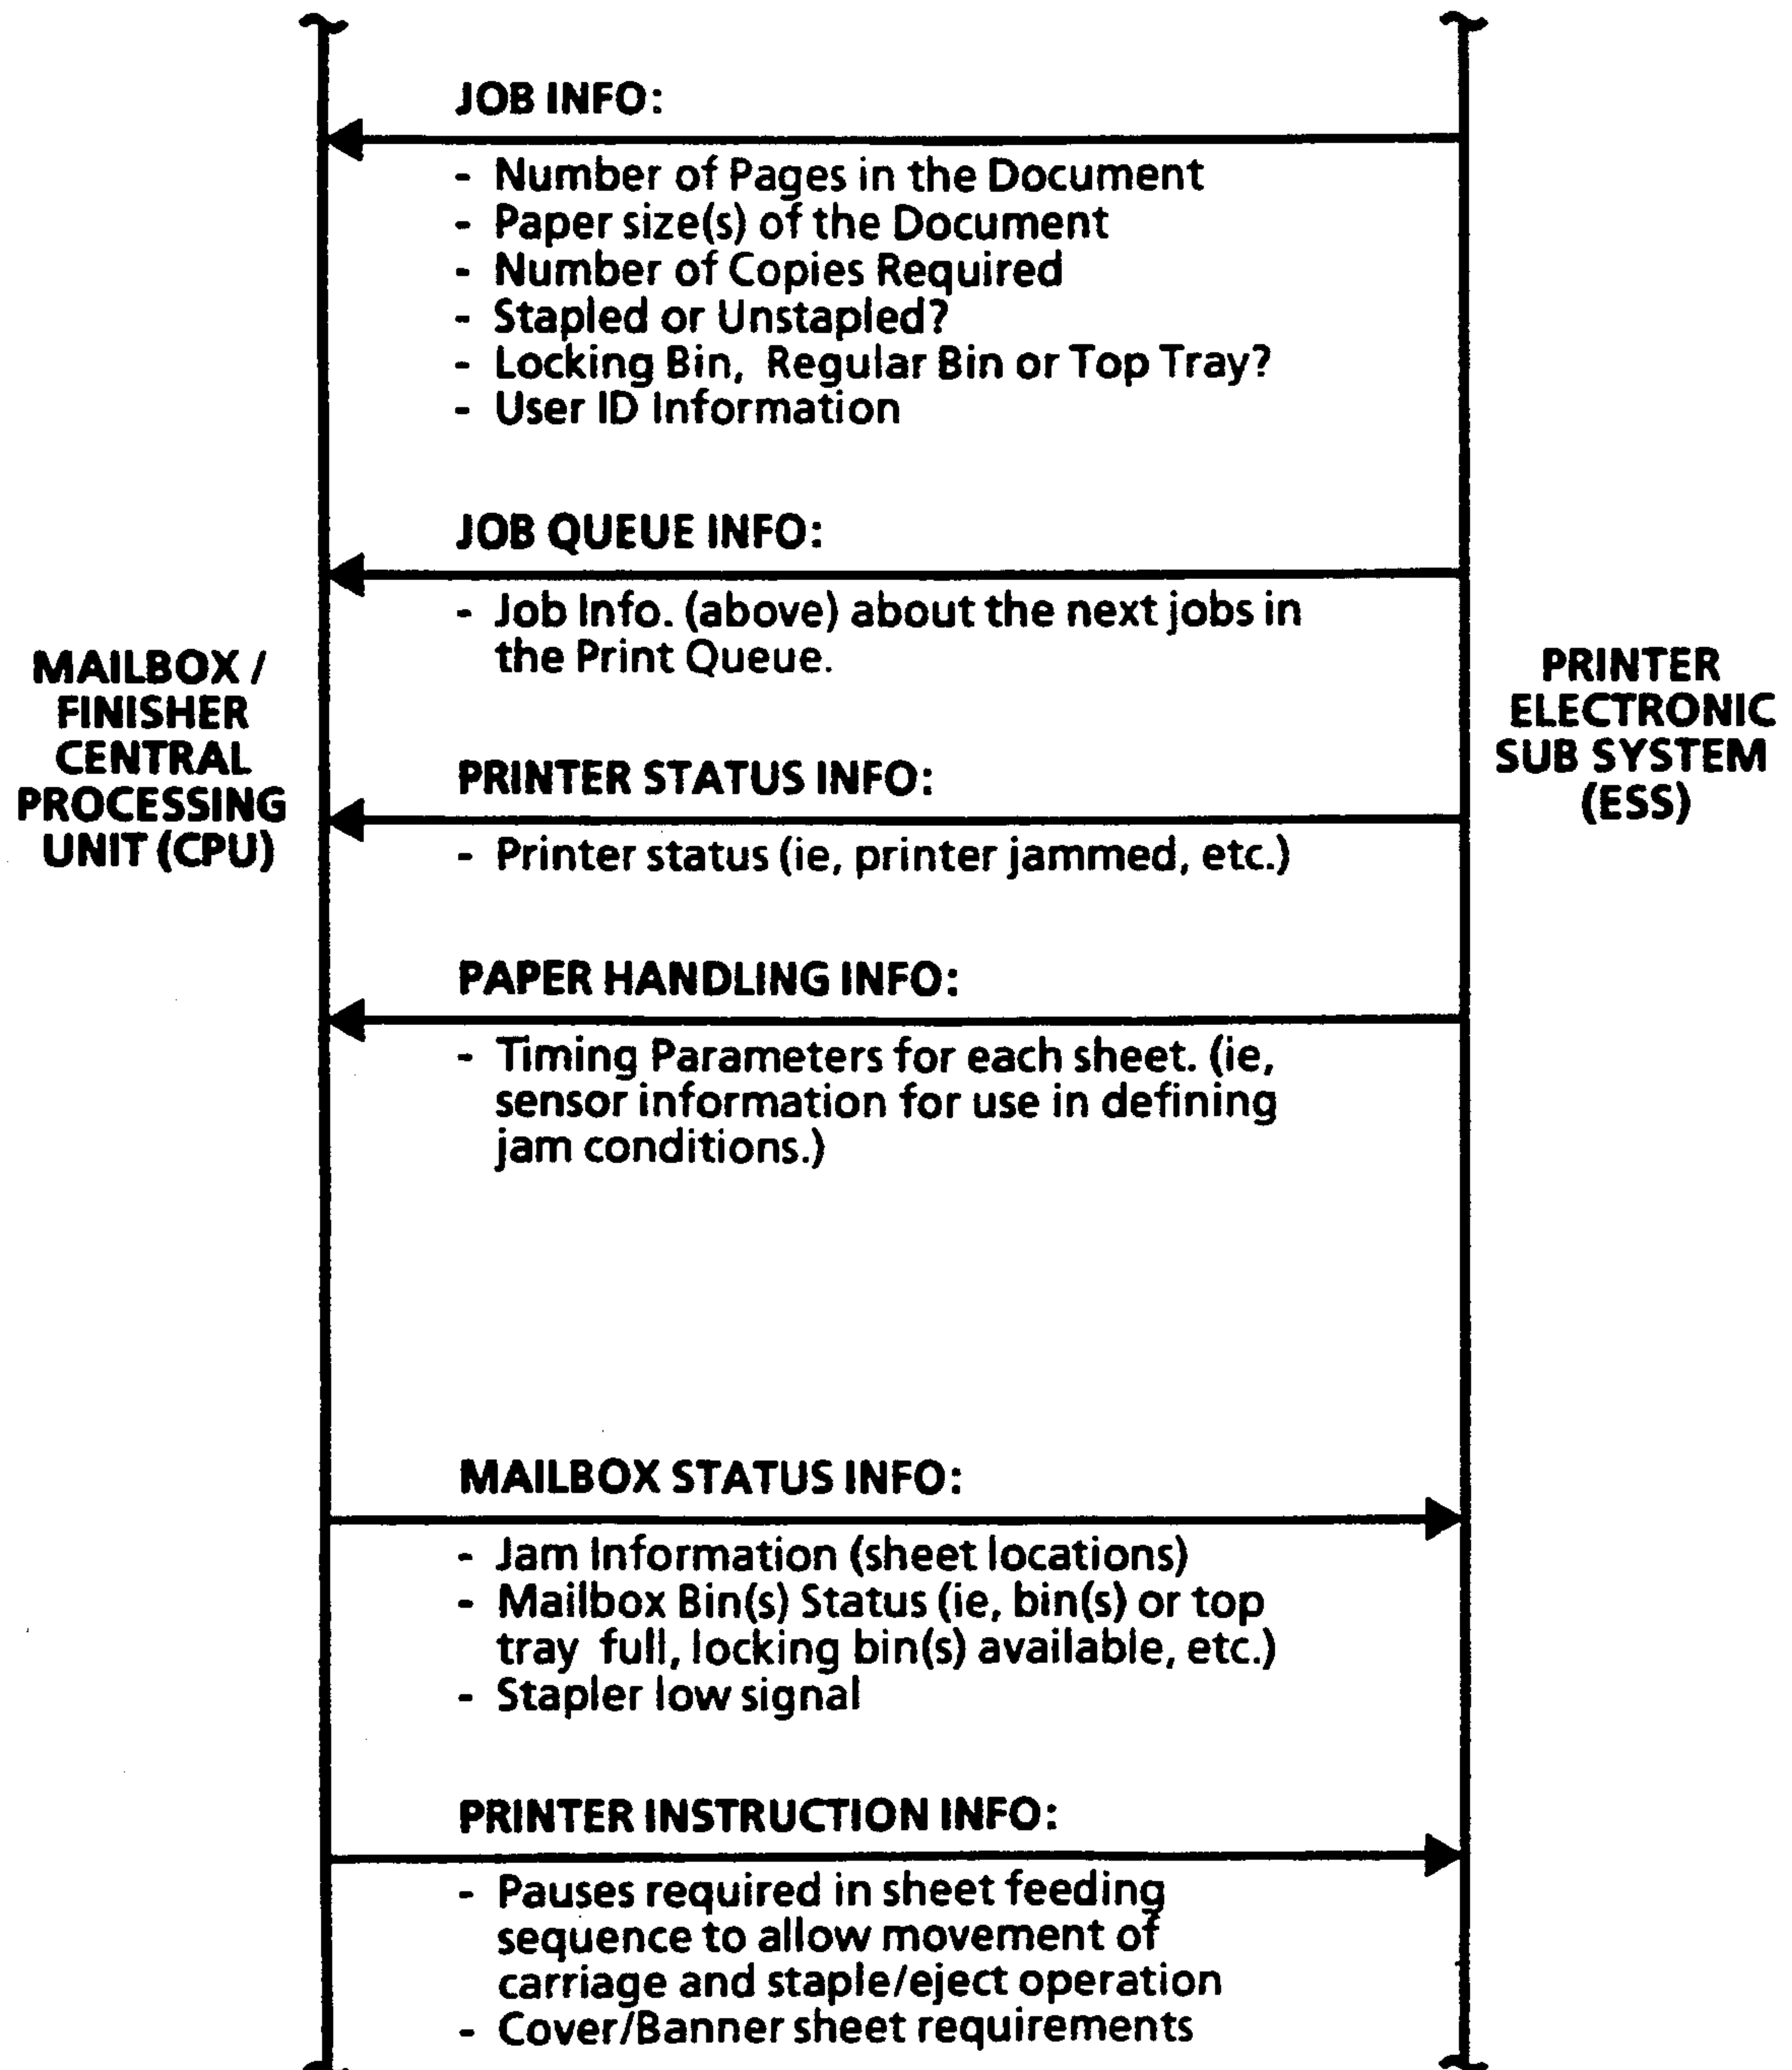 JOB INFO:
- Number of Pages in the Document
- Paper size(s) of the Document
- Number of Copies Required
- Stapled or Unstapled?
- Locking Bin, Regular Bin or Top Tray?
- User ID Information
JOB QUEUE INFO:
- Job Info. (above) about the next jobs in
the Print Queue.
MAILBOX /
FINISHER
CENTRAL
PROCESSING
UNIT (CPU)
PRINTER
ELECTRONIC
SUB SYSTEM
(ESS)
PRINTER STATUS INFO:
- Printer status (ie, printer jammed, etc.)
PAPER HANDLING INFO:
- Timing Parameters for each sheet. (ie,
sensor information for use in defining
jam conditions.)
MAILBOX STATUS INFO:
- Jam Information (sheet locations)
- Mailbox Bin(s) Status (ie, bin(s) or top
tray full, locking bin(s) available, etc.)
- Stapler low signal
PRINTER INSTRUCTION INFO:
- Pauses required in sheet feeding
sequence to allow movement of
carriage and staple/eject operation
- Cover/Banner sheet requirements